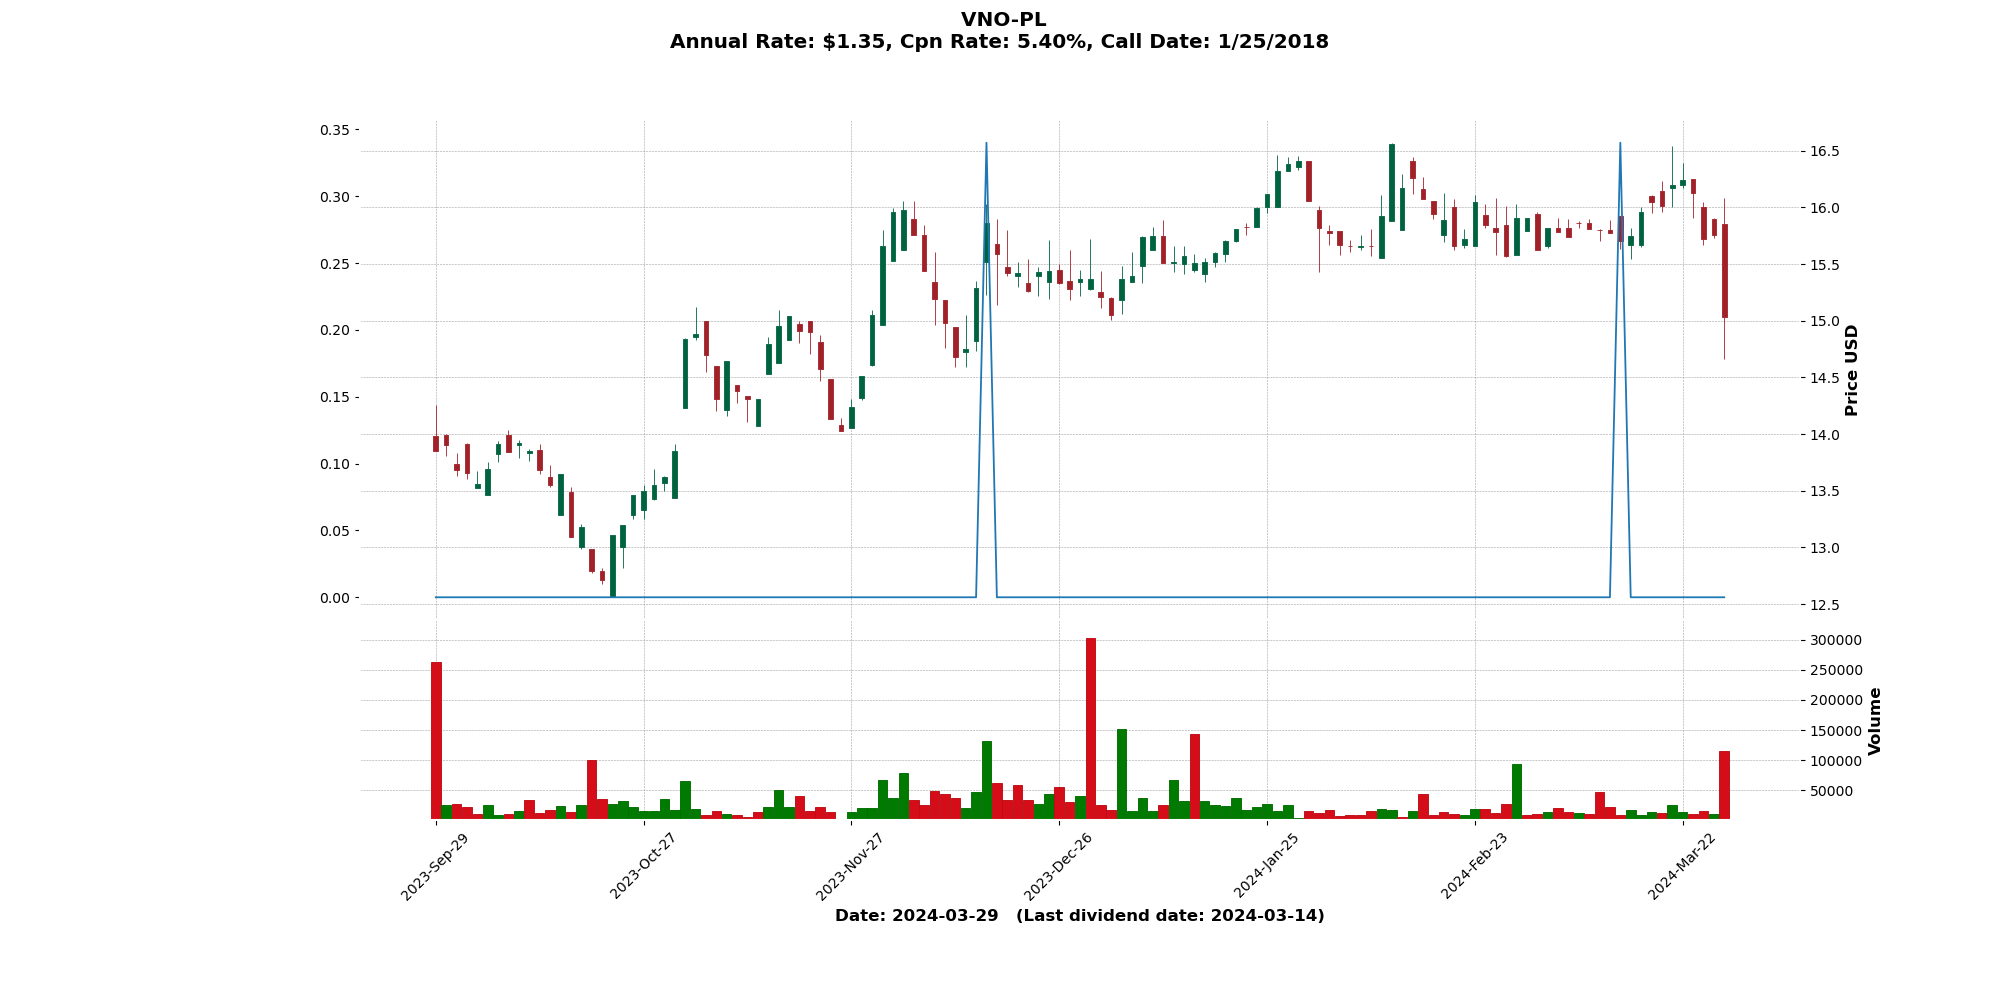 VNO-PL
Annual Rate: $1.35, Cpn Rate: 5.40%, Call Date: 1/25/2018
0.35
0.30
0.25
0.20
0.15
0.10
0.05
0.00
16.5
16.0
15.5
15.0
14.5
14.0
13.5
13.0
12.5
Price USD
300000
250000
200000
150000
100000
50000
Volume
2023-Sep-29
2023-Oct-27
2023-Nov-27
2023-Dec-26
2024-Jan-25
2024-Feb-23
2024-Mar-22
Date: 2024-03-29 (Last dividend date: 2024-03-14)